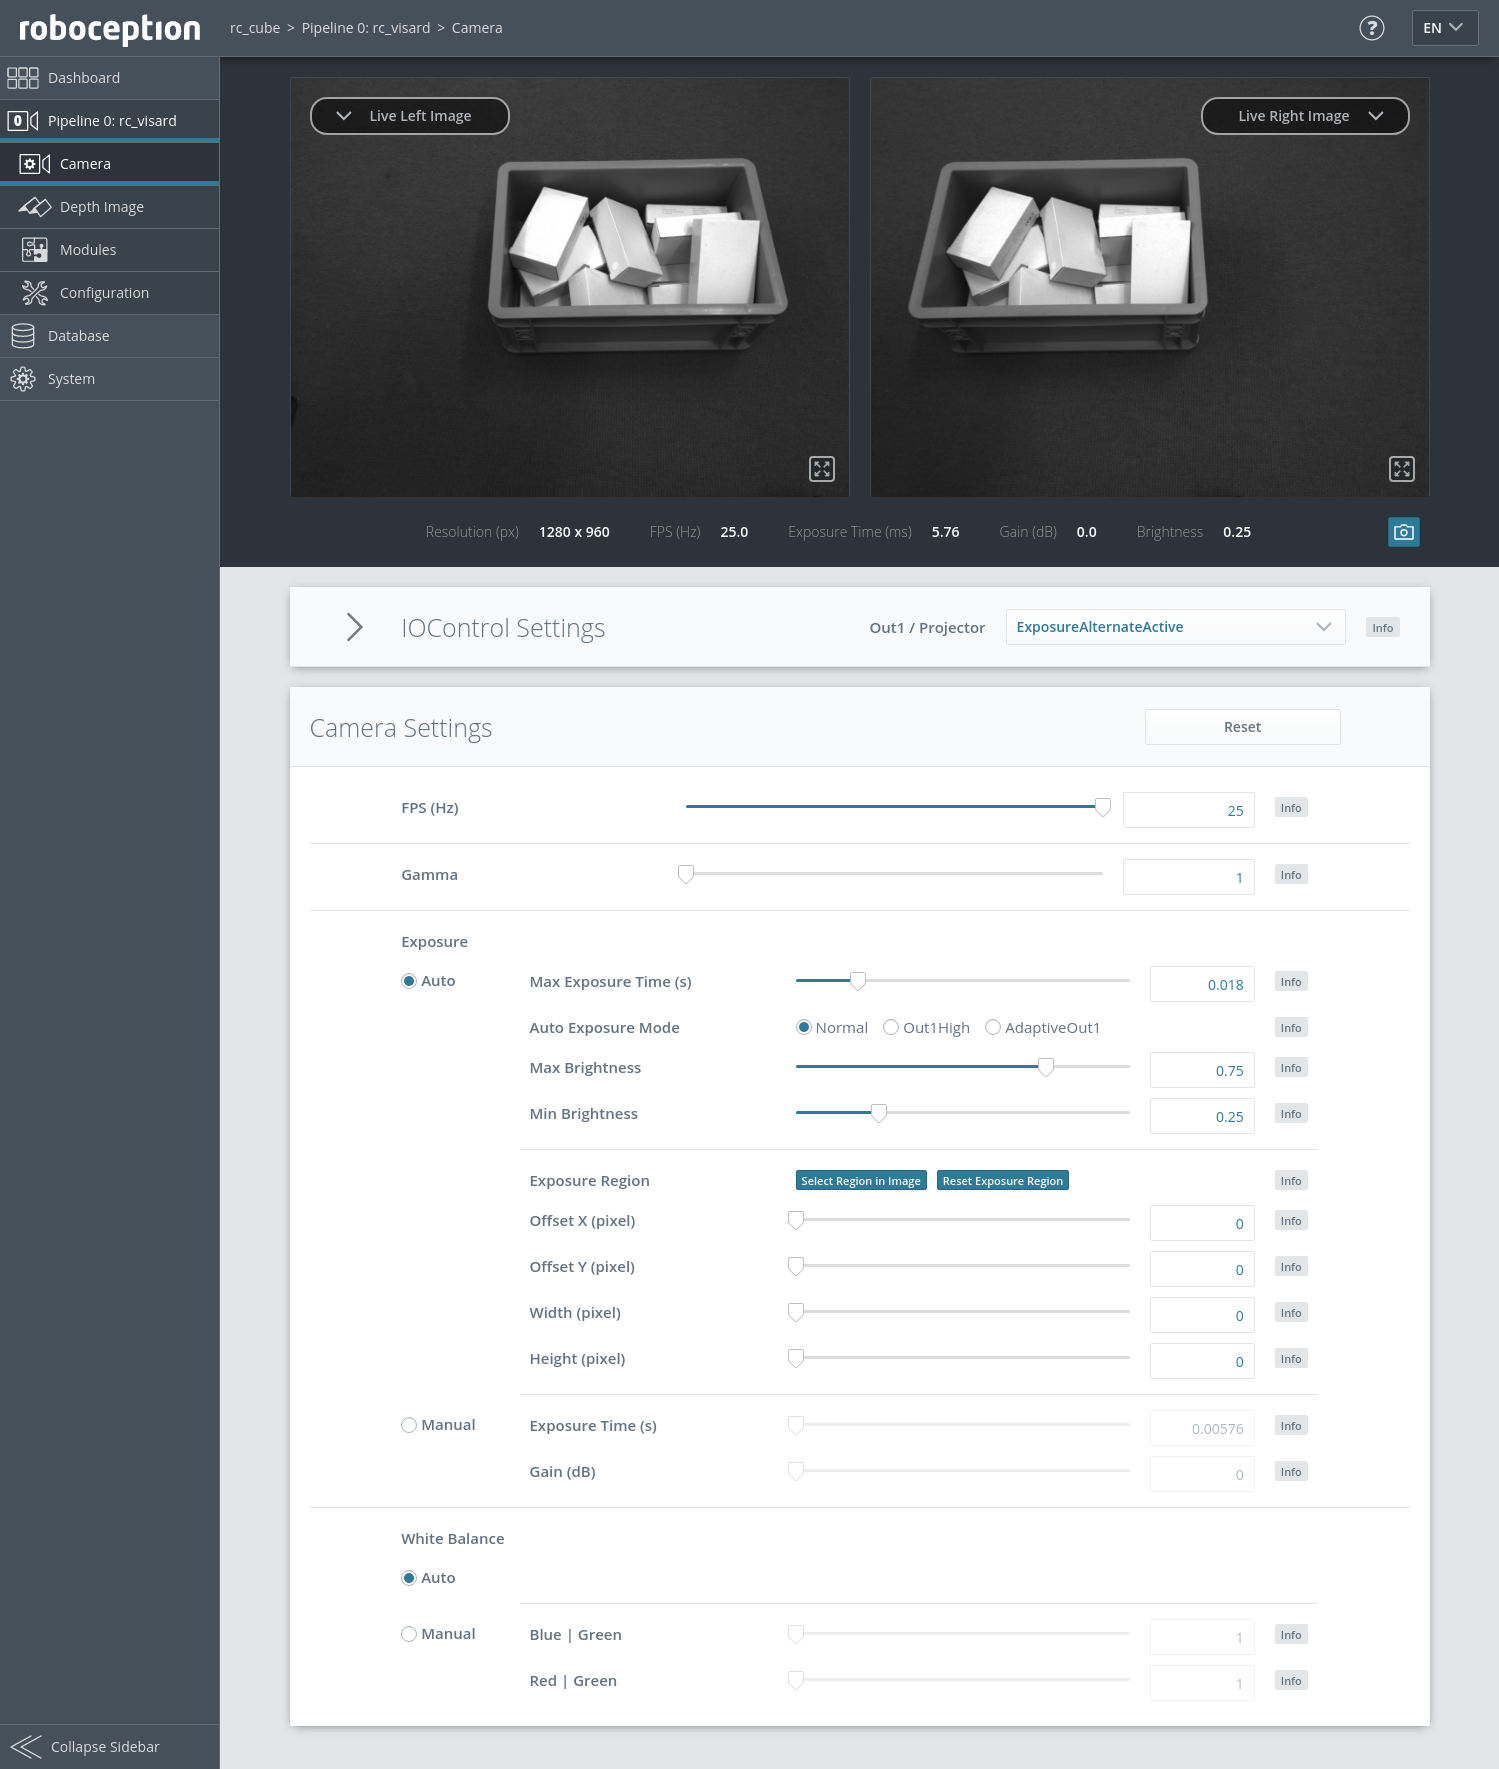 roboception
rc_cube > Pipeline 0: rc_visard > Camera
?
EN
Dashboard
0 Pipeline 0: rc_visard
Camera
Depth Image
Modules
Configuration
Database
System
Live Left Image
Live Right Image
Resolution (px) 1280 x 960 FPS (Hz) 25.0 Exposure Time (ms) 5.76 Gain (dB) 0.0 Brightness 0.25
IOControl Settings Out1 / Projector ExposureAlternateActive Info
Camera Settings Reset
FPS (Hz) 25 Info
Gamma 1 Info
Exposure
Auto Max Exposure Time (s) 0.018 Info
Auto Exposure Mode Normal Out1High AdaptiveOut1 Info
Max Brightness 0.75 Info
Min Brightness 0.25 Info
Exposure Region Select Region in Image Reset Exposure Region Info
Offset X (pixel) 0 Info
Offset Y (pixel) 0 Info
Width (pixel) 0 Info
Height (pixel) 0 Info
Manual Exposure Time (s) 0.00576 Info
Gain (dB) 0 Info
White Balance
Auto
Manual Blue | Green 1 Info
Red | Green 1 Info
Collapse Sidebar